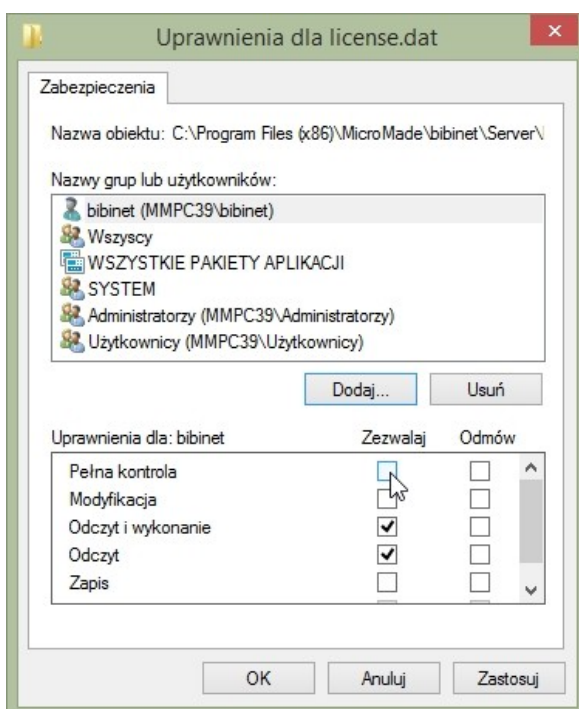 Uprawnienia dla license.dat
Zabezpieczenia
Nazwa obiektu: C:\Program Files (x86)\MicroMade\bibinet\Server\
Nazwy grup lub użytkowników:
bibinet (MMPC39\bibinet)
Wszyscy
WSZYSTKIE PAKIETY APLIKACJI
SYSTEM
Administratorzy (MMPC39\Administratorzy)
Użytkownicy (MMPC39\Użytkownicy)
Dodaj... Usuń
Uprawnienia dla: bibinet Zezwalaj Odmów
Pełna kontrola
Modyfikacja
Odczyt i wykonanie
Odczyt
Zapis
OK Anuluj Zastosuj